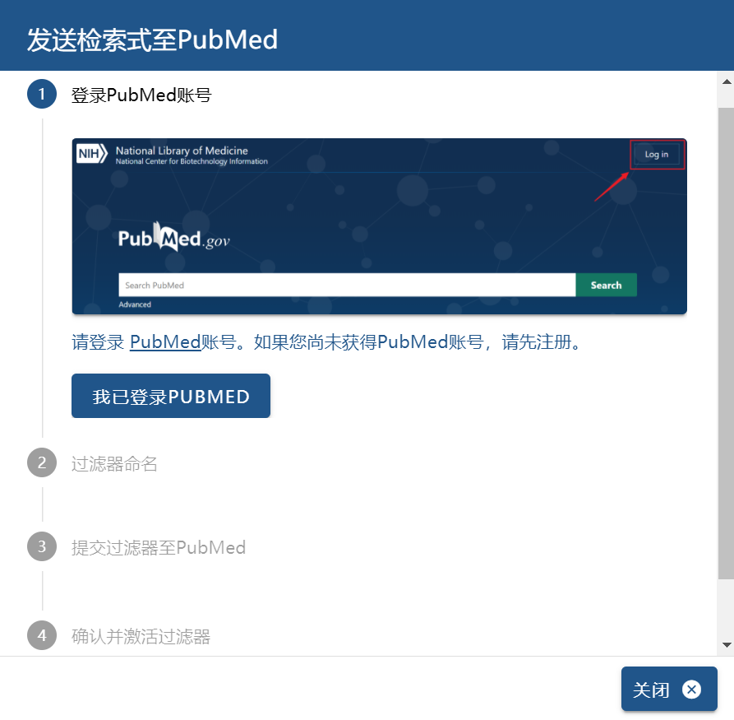 发送检索式至PubMed
1 登录PubMed账号
NIH National Library of Medicine
National Center for Biotechnology Information
Log in
PubMed.gov
Search PubMed
Search
Advanced
请登录 PubMed账号。如果您尚未获得PubMed账号，请先注册。
我已登录PUBMED
2 过滤器命名
3 提交过滤器至PubMed
4 确认并激活过滤器
关闭